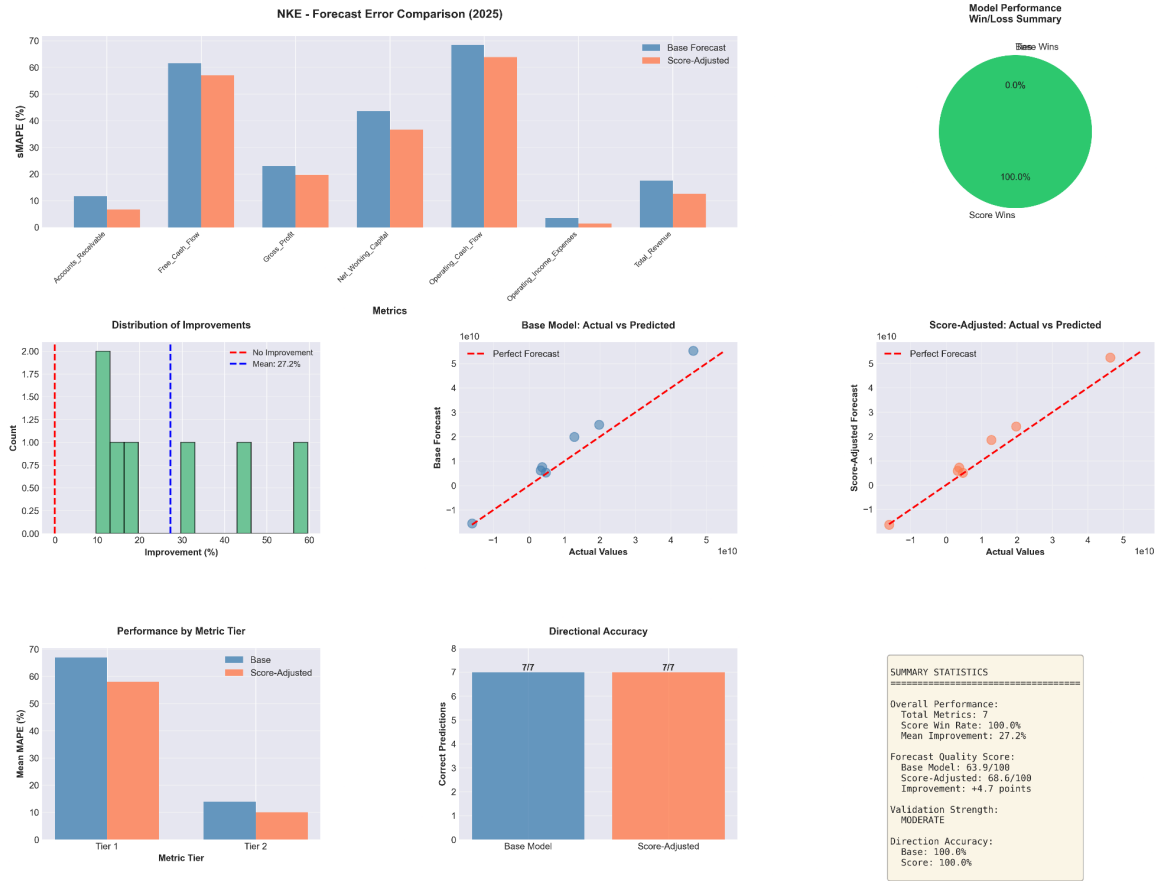 NKE - Forecast Error Comparison (2025)
70
60
50
40
30
20
10
0
sMAPE (%)
Base Forecast
Score-Adjusted
Accounts_Receivable
Free_Cash_Flow
Gross_Profit
Net_Working_Capital
Operating_Cash_Flow
Operating_Income_Expenses
Total_Revenue
Metrics
Model Performance
Win/Loss Summary
Base Wins
0.0%
100.0%
Score Wins
Distribution of Improvements
2.00
1.75
1.50
1.25
1.00
0.75
0.50
0.25
0.00
Count
No Improvement
Mean: 27.2%
0 10 20 30 40 50 60
Improvement (%)
Base Model: Actual vs Predicted
1e10
5
4
3
2
1
0
−1
Base Forecast
Perfect Forecast
−1 0 1 2 3 4 5
1e10
Actual Values
Score-Adjusted: Actual vs Predicted
1e10
5
4
3
2
1
0
−1
Score-Adjusted Forecast
Perfect Forecast
−1 0 1 2 3 4 5
1e10
Actual Values
Performance by Metric Tier
70
60
50
40
30
20
10
0
Mean MAPE (%)
Base
Score-Adjusted
Tier 1 Tier 2
Metric Tier
Directional Accuracy
8
7
6
5
4
3
2
1
0
Correct Predictions
7/7 7/7
Base Model Score-Adjusted
SUMMARY STATISTICS
===================================
Overall Performance:
Total Metrics: 7
Score Win Rate: 100.0%
Mean Improvement: 27.2%
Forecast Quality Score:
Base Model: 63.9/100
Score-Adjusted: 68.6/100
Improvement: +4.7 points
Validation Strength:
MODERATE
Direction Accuracy:
Base: 100.0%
Score: 100.0%